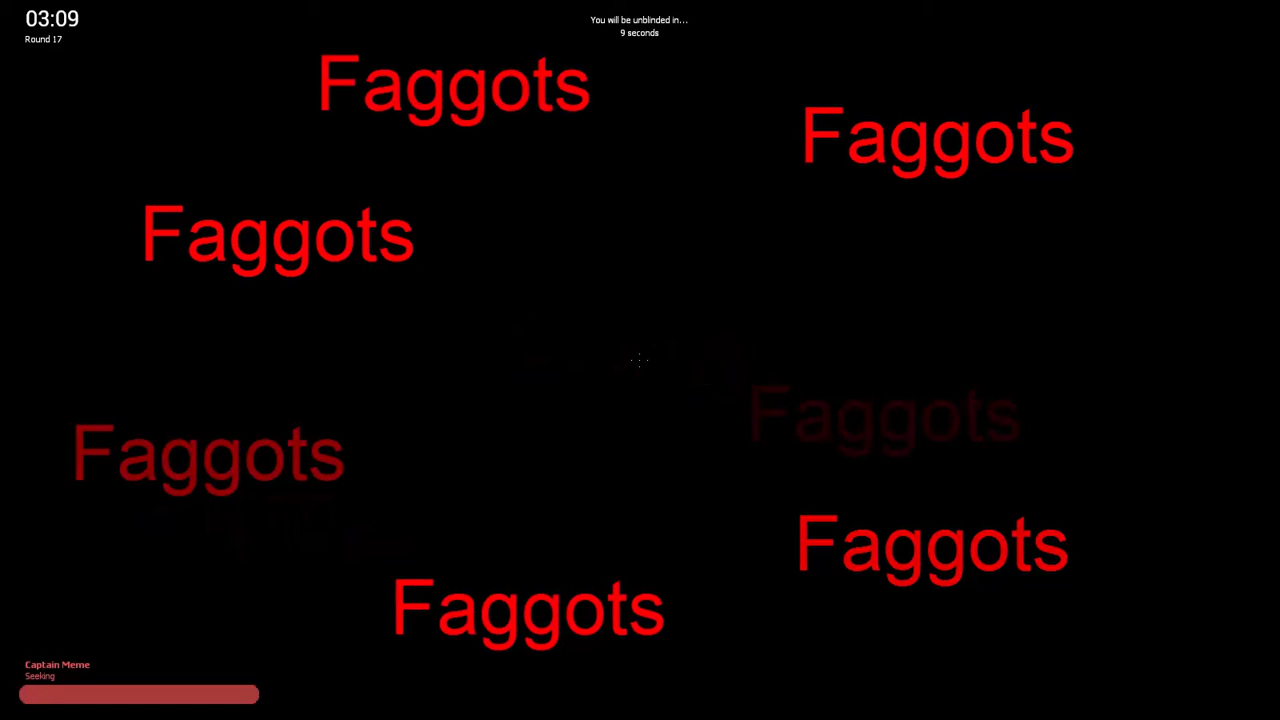 03:09
Round 17
You will be unblinded in...
9 seconds
Faggots
Faggots
Faggots
Faggots
Faggots
Faggots
Faggots
Captain Meme
Seeking